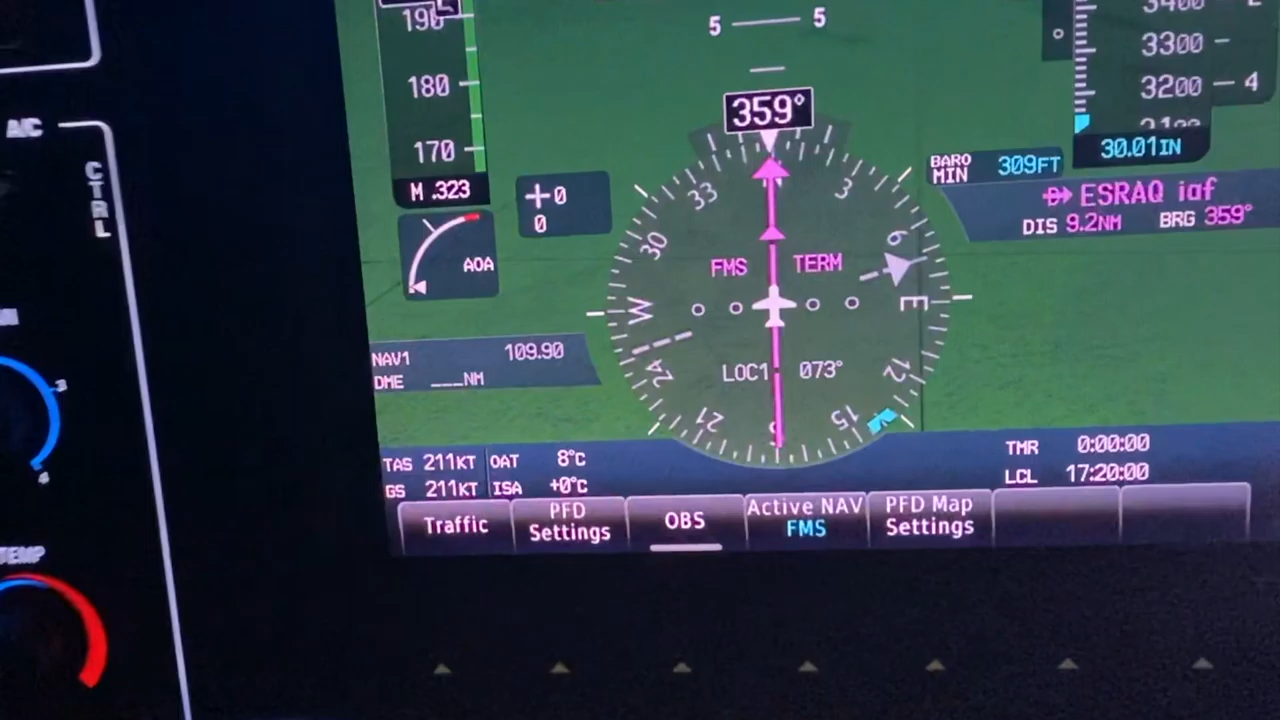 190
180
170
M .323
5 5
359°
3300
3200
4
30.01IN
BARO
MIN
309FT
ESRAQ iaf
DIS 9.2NM BRG 359°
+0
0
AOA
33
3
30
6
W
E
24
12
21
15
S
FMS TERM
LOC1 073°
NAV1 109.90
DME ___NM
TAS 211KT OAT 8°C
GS 211KT ISA +0°C
TMR 0:00:00
LCL 17:20:00
Traffic
PFD
Settings
OBS
Active NAV
FMS
PFD Map
Settings
A/C
CTRL
3
4
TEMP